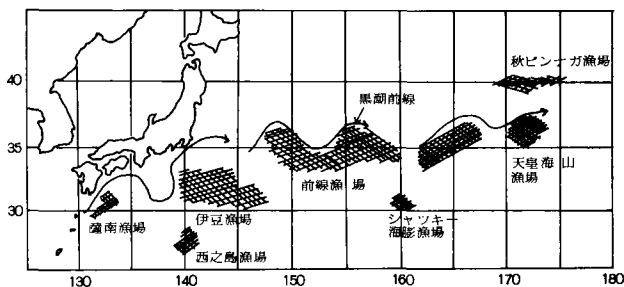 秋ビンナガ漁場
40
黒潮前線
35
前線漁場
天皇海山
漁場
30
薩南漁場
伊豆漁場
シャツキー
海膨漁場
西之島漁場
130
140
150
160
170
180